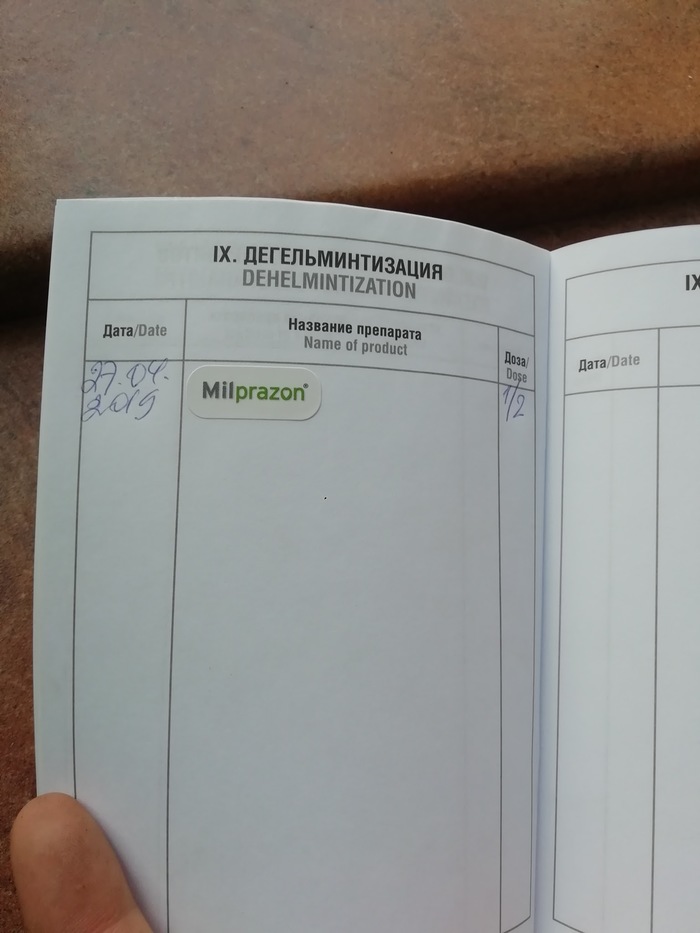 IX. ДЕГЕЛЬМИНТИЗАЦИЯ
DEHELMINTIZATION
Дата/Date
Название препарата
Name of product
Доза/
Dose
27.04.
2019
Milprazon®
1/2
IX
Дата/Date